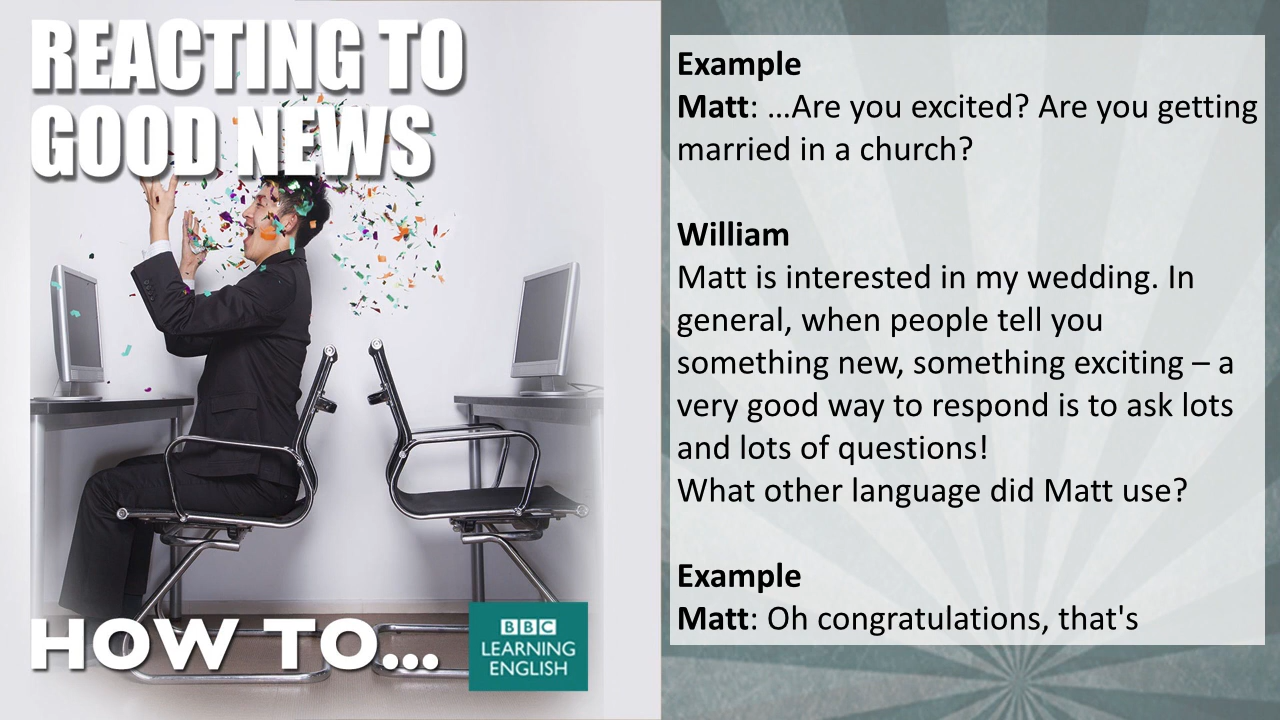 REACTING TO
GOOD NEWS
HOW TO...
BBC
LEARNING
ENGLISH
Example
Matt: ...Are you excited? Are you getting
married in a church?
William
Matt is interested in my wedding. In
general, when people tell you
something new, something exciting – a
very good way to respond is to ask lots
and lots of questions!
What other language did Matt use?
Example
Matt: Oh congratulations, that's